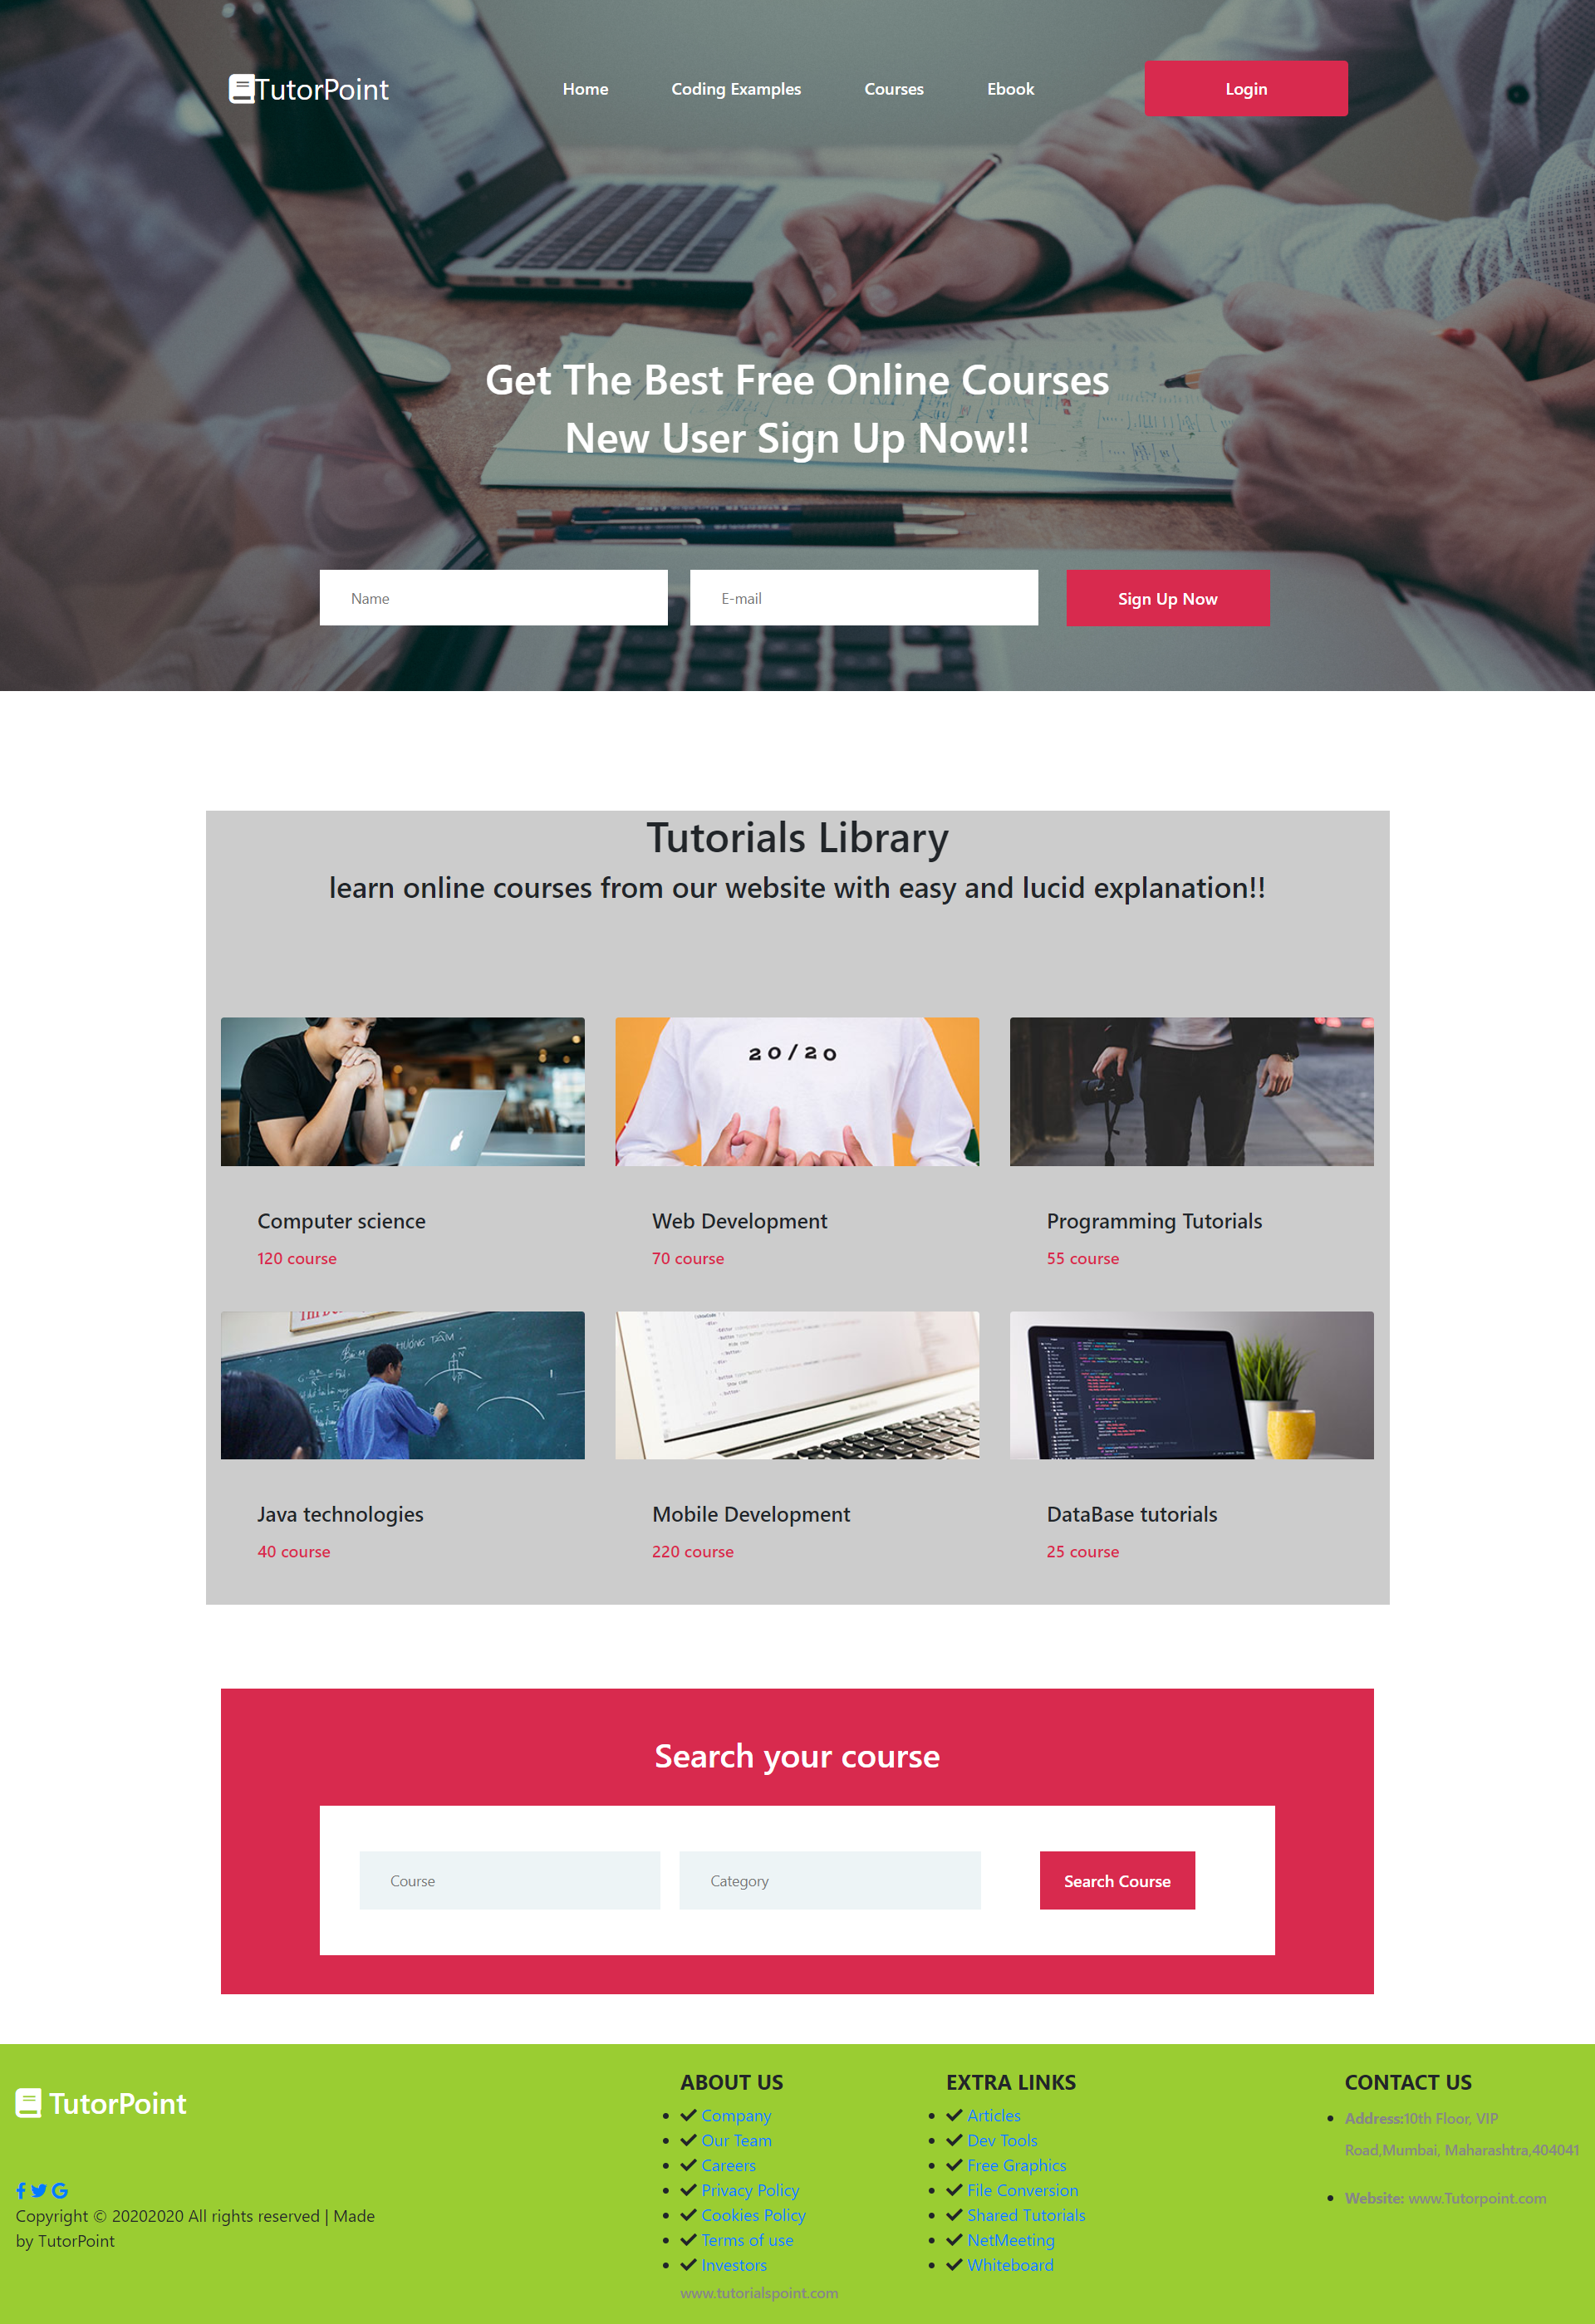 TutorPoint
Home
Coding Examples
Courses
Ebook
Login
Get The Best Free Online Courses
New User Sign Up Now!!
Name
E-mail
Sign Up Now
Tutorials Library
learn online courses from our website with easy and lucid explanation!!
20/20
Computer science
120 course
Web Development
70 course
Programming Tutorials
55 course
HƯỚNG TÂM
Java technologies
40 course
Mobile Development
220 course
DataBase tutorials
25 course
Search your course
Course
Category
Search Course
TutorPoint
Copyright © 20202020 All rights reserved | Made
by TutorPoint
ABOUT US
Company
Our Team
Careers
Privacy Policy
Cookies Policy
Terms of use
Investors
www.tutorialspoint.com
EXTRA LINKS
Articles
Dev Tools
Free Graphics
File Conversion
Shared Tutorials
NetMeeting
Whiteboard
CONTACT US
Address:10th Floor, VIP
Road,Mumbai, Maharashtra,404041
Website: www.Tutorpoint.com